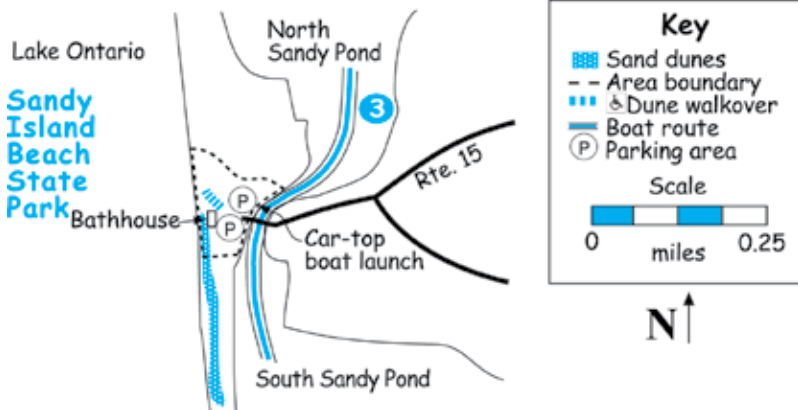 Lake Ontario
North
Sandy Pond
Sandy
Island
Beach
State
Park
3
Rte. 15
P
P
Bathhouse
Car-top
boat launch
South Sandy Pond
Key
Sand dunes
Area boundary
♿ Dune walkover
Boat route
P Parking area
Scale
0 0.25
miles
N